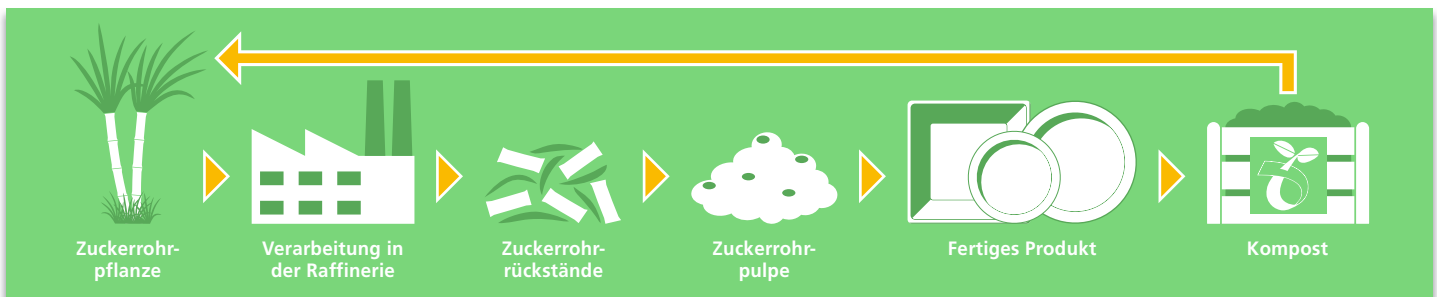 Zuckerrohr-
pflanze
Verarbeitung in
der Raffinerie
Zuckerrohr-
rückstände
Zuckerrohr-
pulpe
Fertiges Produkt
Kompost